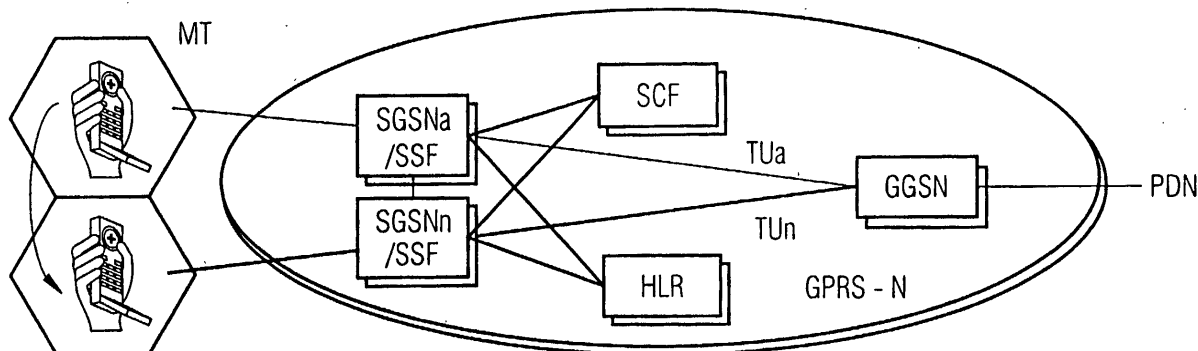 MT
SGSNa
/SSF
SCF
TUa
GGSN
PDN
SGSNn
/SSF
TUn
HLR
GPRS - N